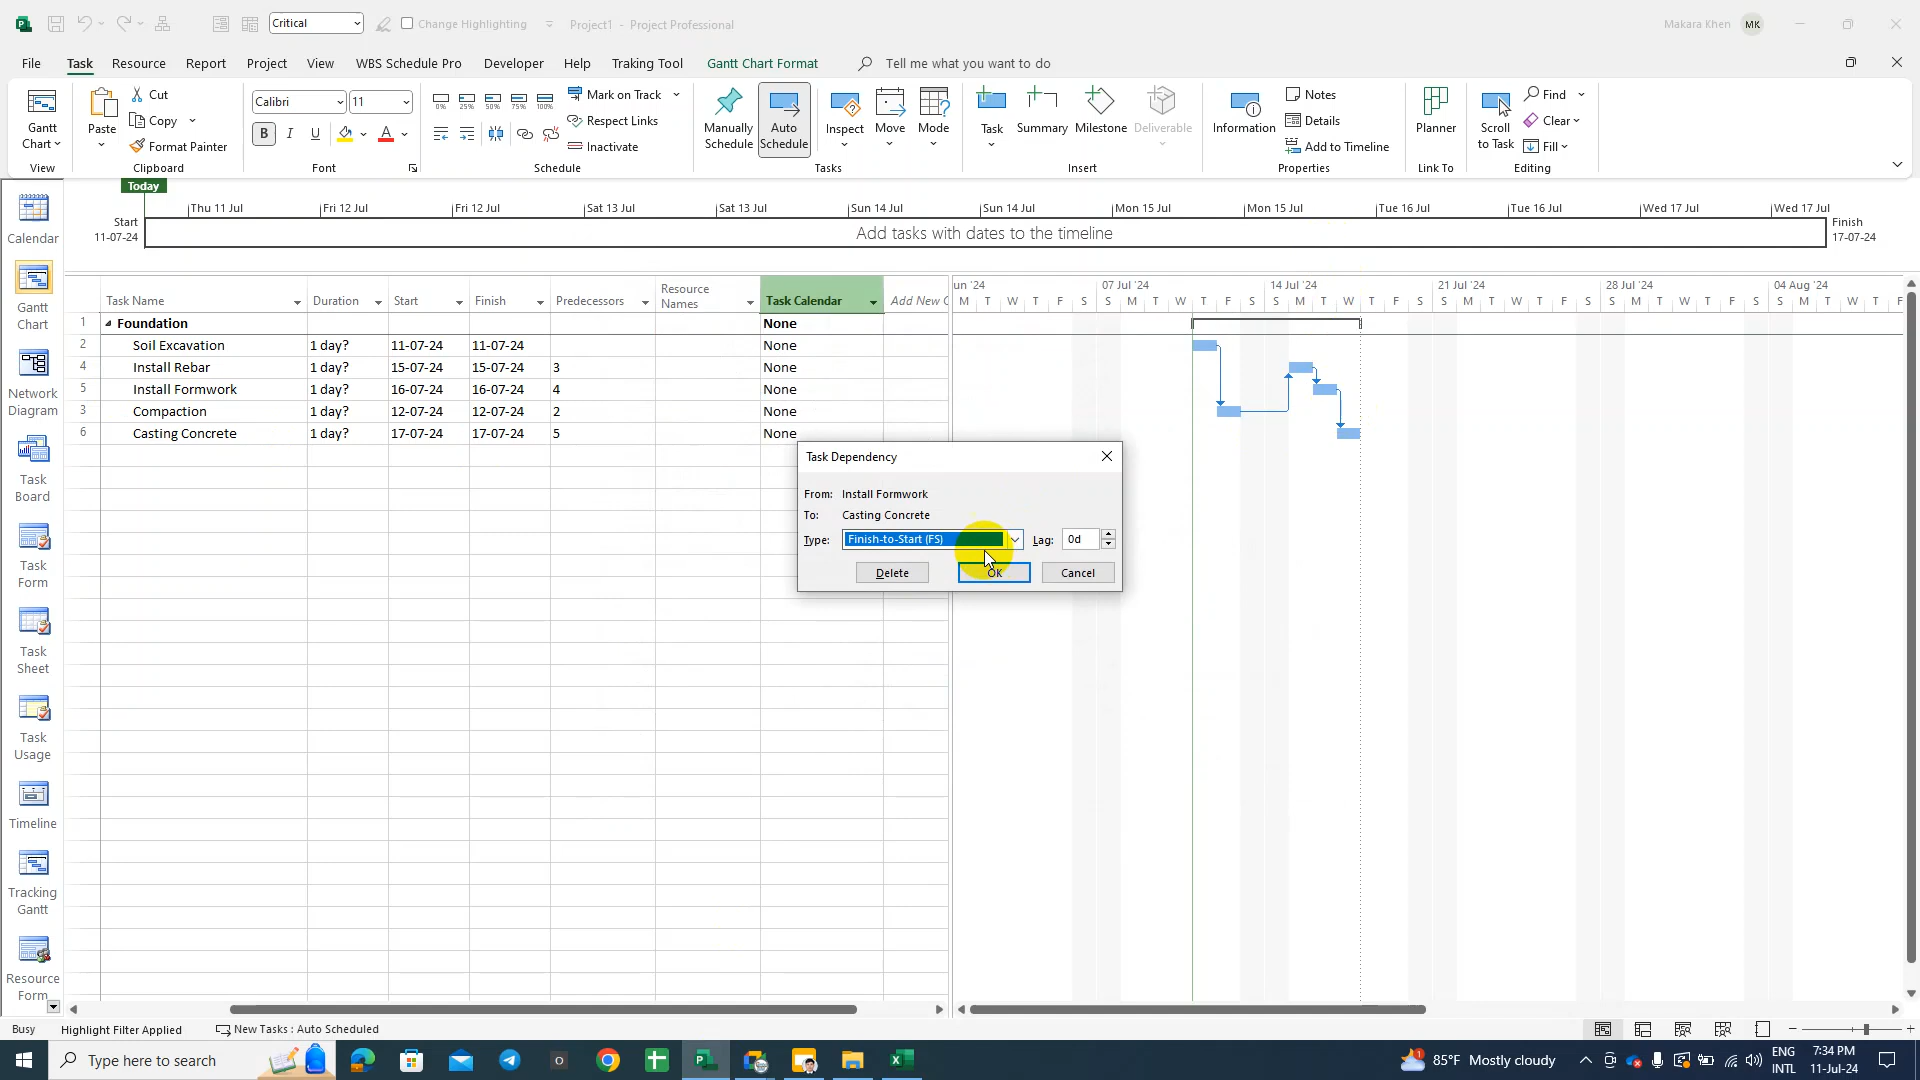 Critical
Change Highlighting
Project1 - Project Professional
Makara Khen
MK
File Task Resource Report Project View WBS Schedule Pro Developer Help Traking Tool Gantt Chart Format Tell me what you want to do
Gantt
Chart
View
Paste
Cut
Copy
Format Painter
Clipboard
Calibri 11
B I U A
Font
0% 25% 50% 75% 100%
Mark on Track
Respect Links
Inactivate
Schedule
Manually
Schedule
Auto
Schedule
Inspect
Move
Mode
Tasks
Task
Summary
Milestone
Deliverable
Insert
Information
Notes
Details
Add to Timeline
Properties
Planner
Link To
Scroll
to Task
Find
Clear
Fill
Editing
Today
Start
11-07-24
Thu 11 Jul Fri 12 Jul Fri 12 Jul Sat 13 Jul Sat 13 Jul Sun 14 Jul Sun 14 Jul Mon 15 Jul Mon 15 Jul Tue 16 Jul Tue 16 Jul Wed 17 Jul Wed 17 Jul
Add tasks with dates to the timeline
Finish
17-07-24
Calendar
Gantt
Chart
Network
Diagram
Task
Board
Task
Form
Task
Sheet
Task
Usage
Timeline
Tracking
Gantt
Resource
Form
Task Name Duration Start Finish Predecessors Resource
Names Task Calendar Add New C
1 Foundation None
2 Soil Excavation 1 day? 11-07-24 11-07-24 None
4 Install Rebar 1 day? 15-07-24 15-07-24 3 None
5 Install Formwork 1 day? 16-07-24 16-07-24 4 None
3 Compaction 1 day? 12-07-24 12-07-24 2 None
6 Casting Concrete 1 day? 17-07-24 17-07-24 5 None
un '24 07 Jul '24 14 Jul '24 21 Jul '24 28 Jul '24 04 Aug '24
M T W T F S S M T W T F S S M T W T F S S M T W T F S S M T W T F S S M T W T F
Task Dependency
From: Install Formwork
To: Casting Concrete
Type: Finish-to-Start (FS) Lag: 0d
Delete OK Cancel
Busy Highlight Filter Applied New Tasks : Auto Scheduled
Type here to search
85°F Mostly cloudy
ENG
INTL
7:34 PM
11-Jul-24